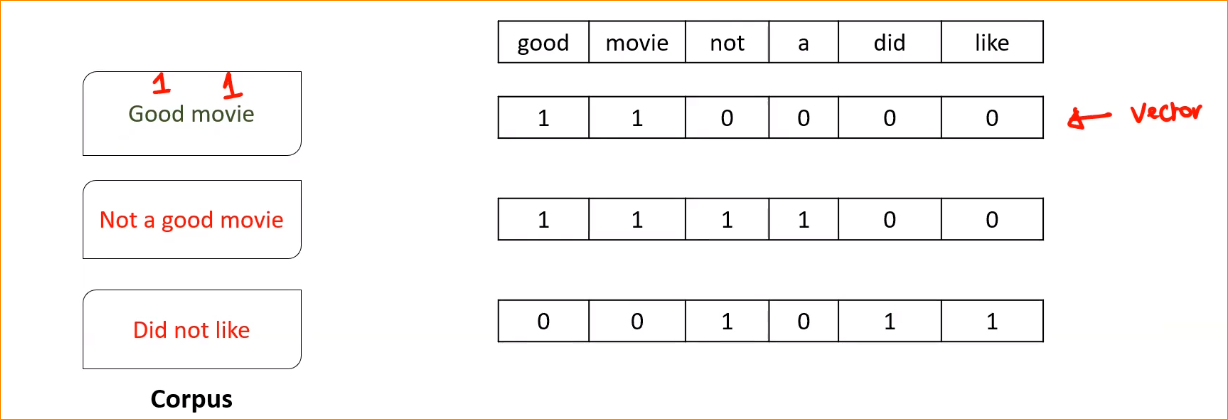 good movie not a did like
1 1
Good movie
1 1 0 0 0 0
Vector
Not a good movie
1 1 1 1 0 0
Did not like
0 0 1 0 1 1
Corpus